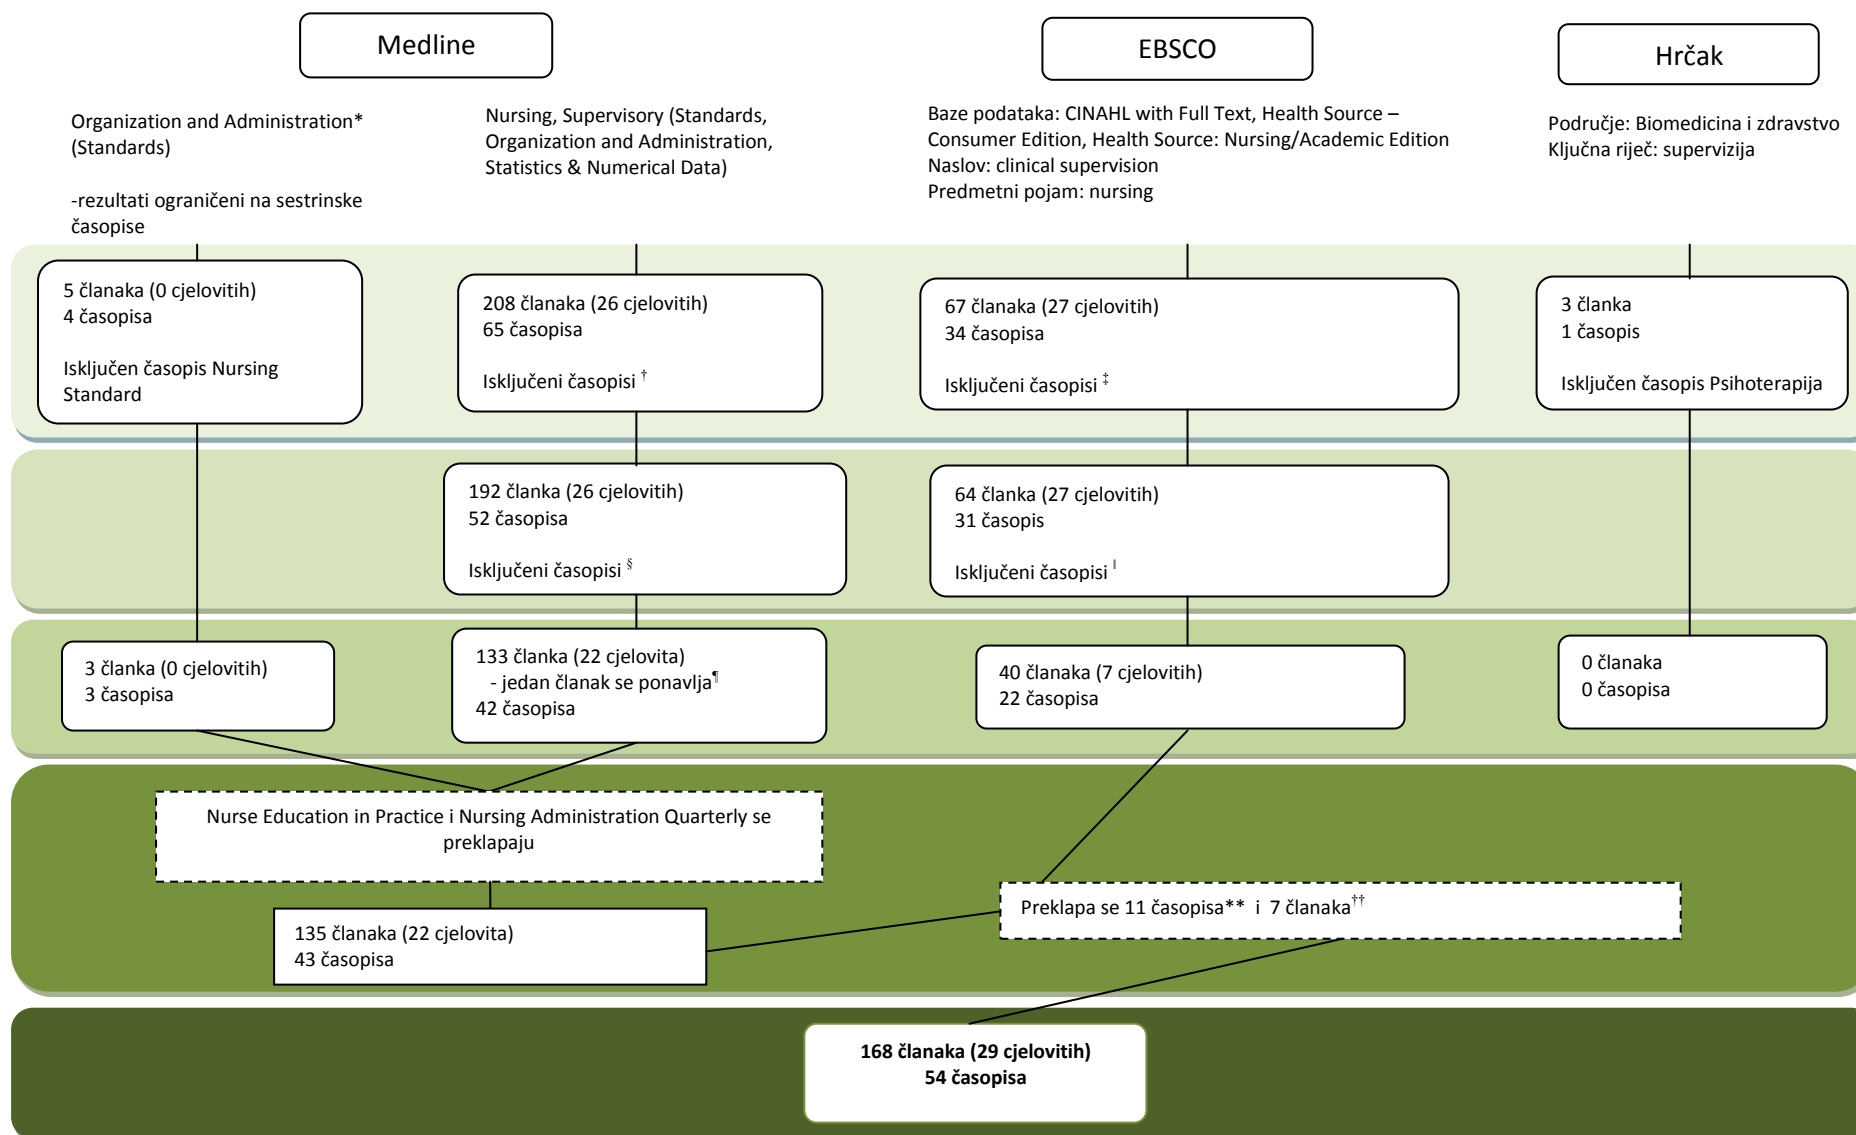 Medline
EBSCO
Hrčak
Organization and Administration*
(Standards)
-rezultati ograničeni na sestrinske
časopise
Nursing, Supervisory (Standards,
Organization and Administration,
Statistics & Numerical Data)
Baze podataka: CINAHL with Full Text, Health Source –
Consumer Edition, Health Source: Nursing/Academic Edition
Naslov: clinical supervision
Predmetni pojam: nursing
Područje: Biomedicina i zdravstvo
Ključna riječ: supervizija
5 članaka (0 cjelovitih)
4 časopisa
Isključen časopis Nursing
Standard
208 članaka (26 cjelovitih)
65 časopisa
Isključeni časopisi †
67 članaka (27 cjelovitih)
34 časopisa
Isključeni časopisi ‡
3 članka
1 časopis
Isključen časopis Psihoterapija
192 članka (26 cjelovitih)
52 časopisa
Isključeni časopisi §
64 članka (27 cjelovitih)
31 časopis
Isključeni časopisi ǀ
3 članka (0 cjelovitih)
3 časopisa
133 članka (22 cjelovita)
- jedan članak se ponavlja¶
42 časopisa
40 članaka (7 cjelovitih)
22 časopisa
0 članaka
0 časopisa
Nurse Education in Practice i Nursing Administration Quarterly se
preklapaju
135 članaka (22 cjelovita)
43 časopisa
Preklapa se 11 časopisa** i 7 članaka††
168 članaka (29 cjelovitih)
54 časopisa